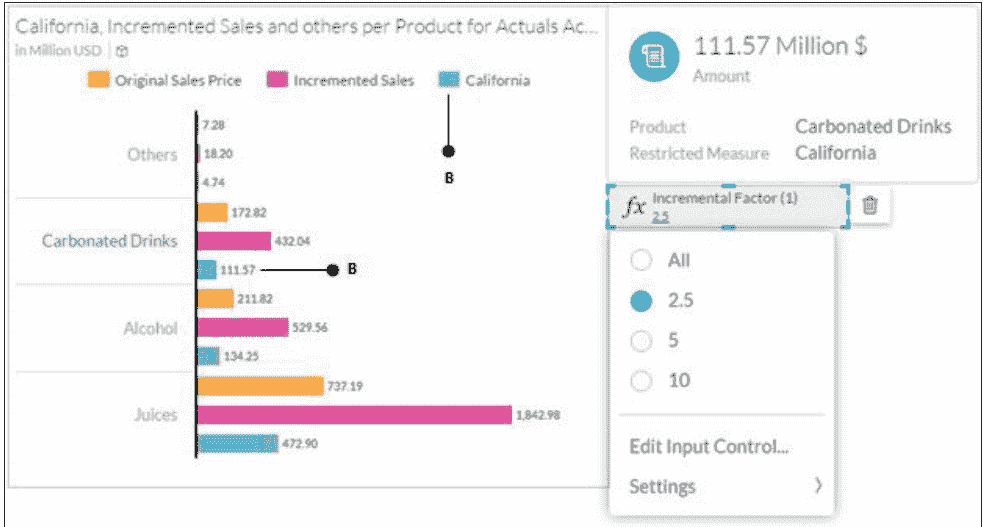 California, Incremented Sales and others per Product for Actuals Ac...
in Million USD
Original Sales Price Incremented Sales California
B
Others
7.28
18.20
4.74
Carbonated Drinks
172.82
432.04
111.57
B
Alcohol
211.82
529.56
134.25
Juices
737.19
1,842.98
472.90
111.57 Million $
Amount
Product Carbonated Drinks
Restricted Measure California
fx Incremental Factor (1)
2.5
All
2.5
5
10
Edit Input Control...
Settings